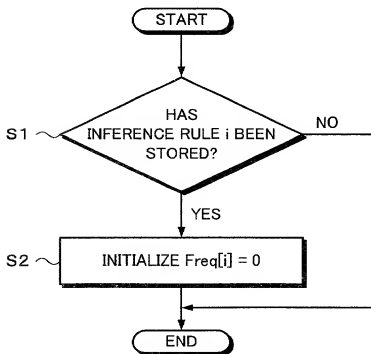 START
HAS
INFERENCE RULE i BEEN
STORED?
S1
NO
YES
S2
INITIALIZE Freq[i] = 0
END